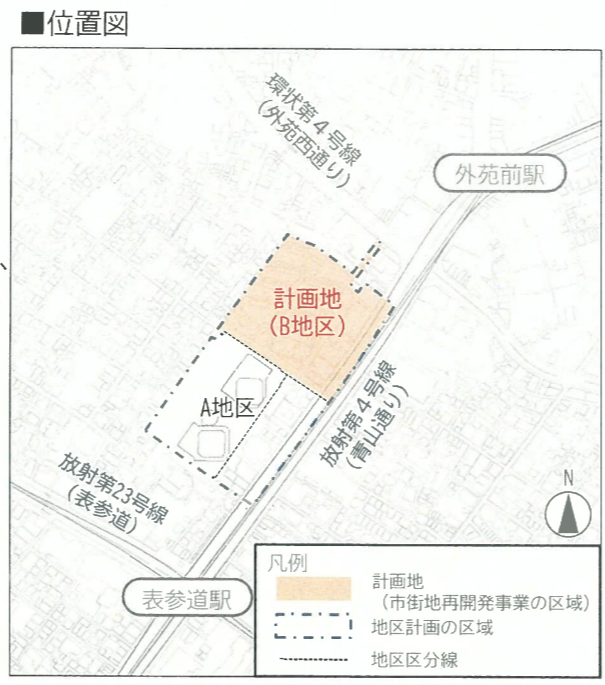 ■位置図
環状第4号線
(外苑西通り)
外苑前駅
計画地
(B地区)
A地区
放射第4号線
(青山通り)
放射第23号線
(表参道)
N
表参道駅
凡例
計画地
(市街地再開発事業の区域)
地区計画の区域
地区区分線
、